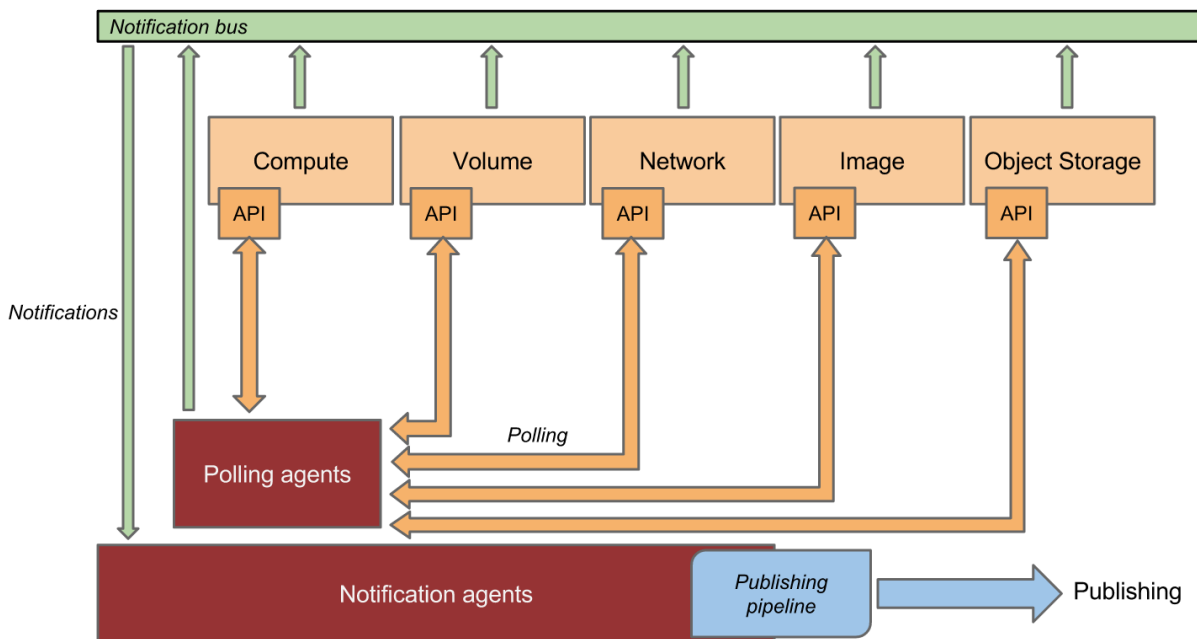 Notification bus
Compute
Volume
Network
Image
Object Storage
API
API
API
API
API
Notifications
Polling
Polling agents
Notification agents
Publishing
pipeline
Publishing